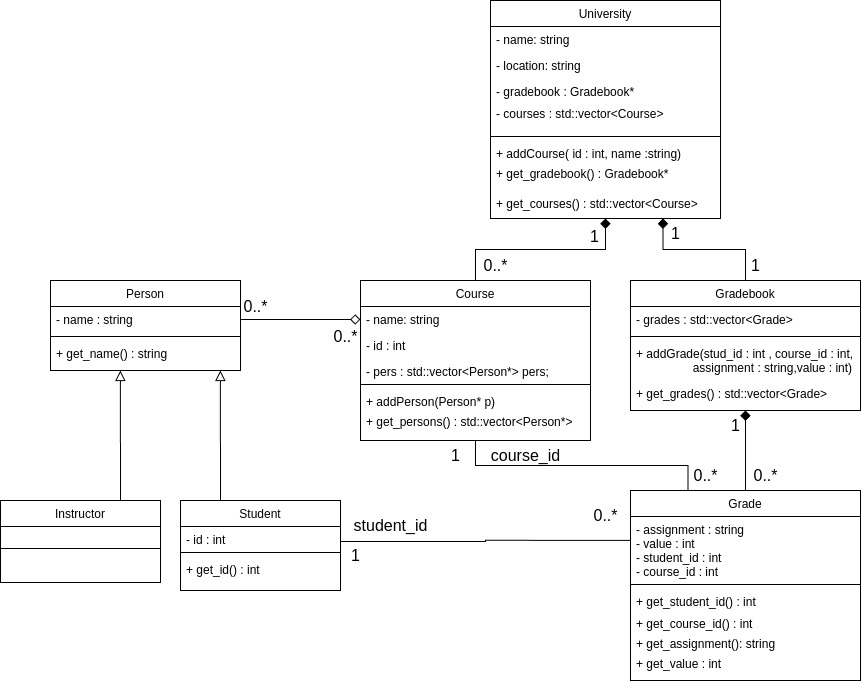 University
- name: string
- location: string
- gradebook : Gradebook*
- courses : std::vector<Course>
+ addCourse( id : int, name :string)
+ get_gradebook() : Gradebook*
+ get_courses() : std::vector<Course>
1
1
0..*
1
Person
- name : string
+ get_name() : string
0..*
0..*
Course
- name: string
- id : int
- pers : std::vector<Person*> pers;
+ addPerson(Person* p)
+ get_persons() : std::vector<Person*>
Gradebook
- grades : std::vector<Grade>
+ addGrade(stud_id : int , course_id : int,
assignment : string,value : int)
+ get_grades() : std::vector<Grade>
1
1
course_id
0..*
0..*
Instructor
Student
- id : int
+ get_id() : int
student_id
1
0..*
Grade
- assignment : string
- value : int
- student_id : int
- course_id : int
+ get_student_id() : int
+ get_course_id() : int
+ get_assignment(): string
+ get_value : int